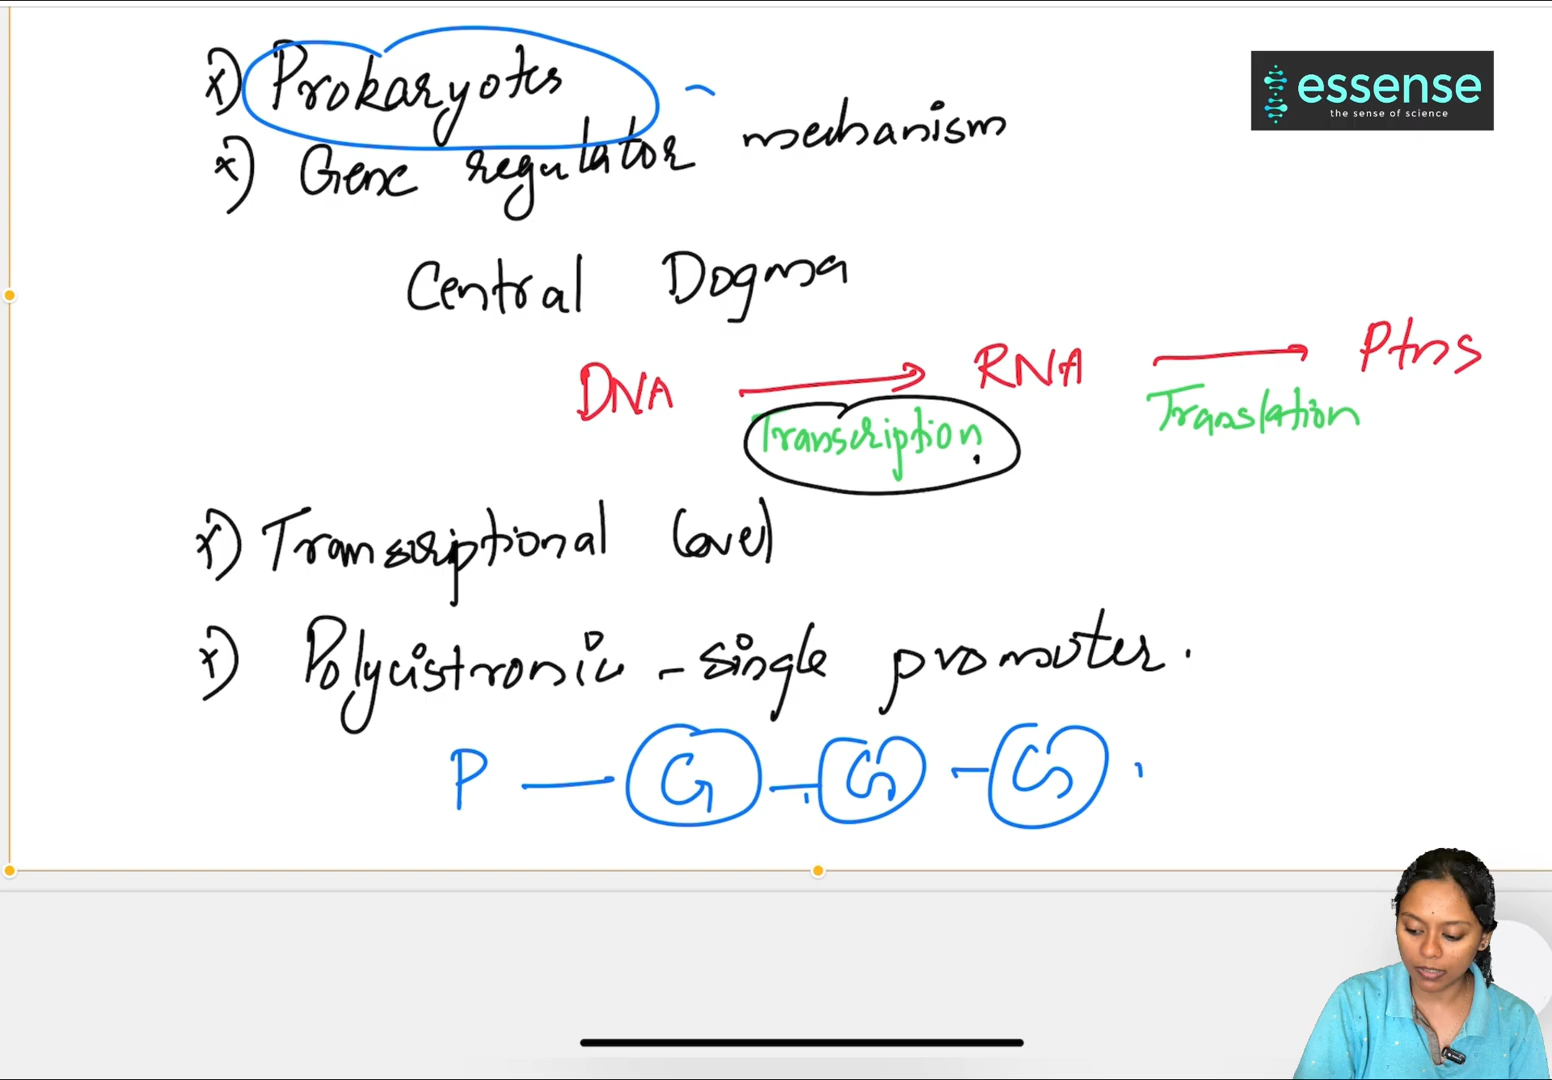 x) Prokaryotes
essense
the sense of science
x) Gene regulator mechanism
Central Dogma
DNA → RNA → Ptns
Transcription. Translation
x) Transcriptional level
x) Polycistronic - single promoter.
P — G — G — G